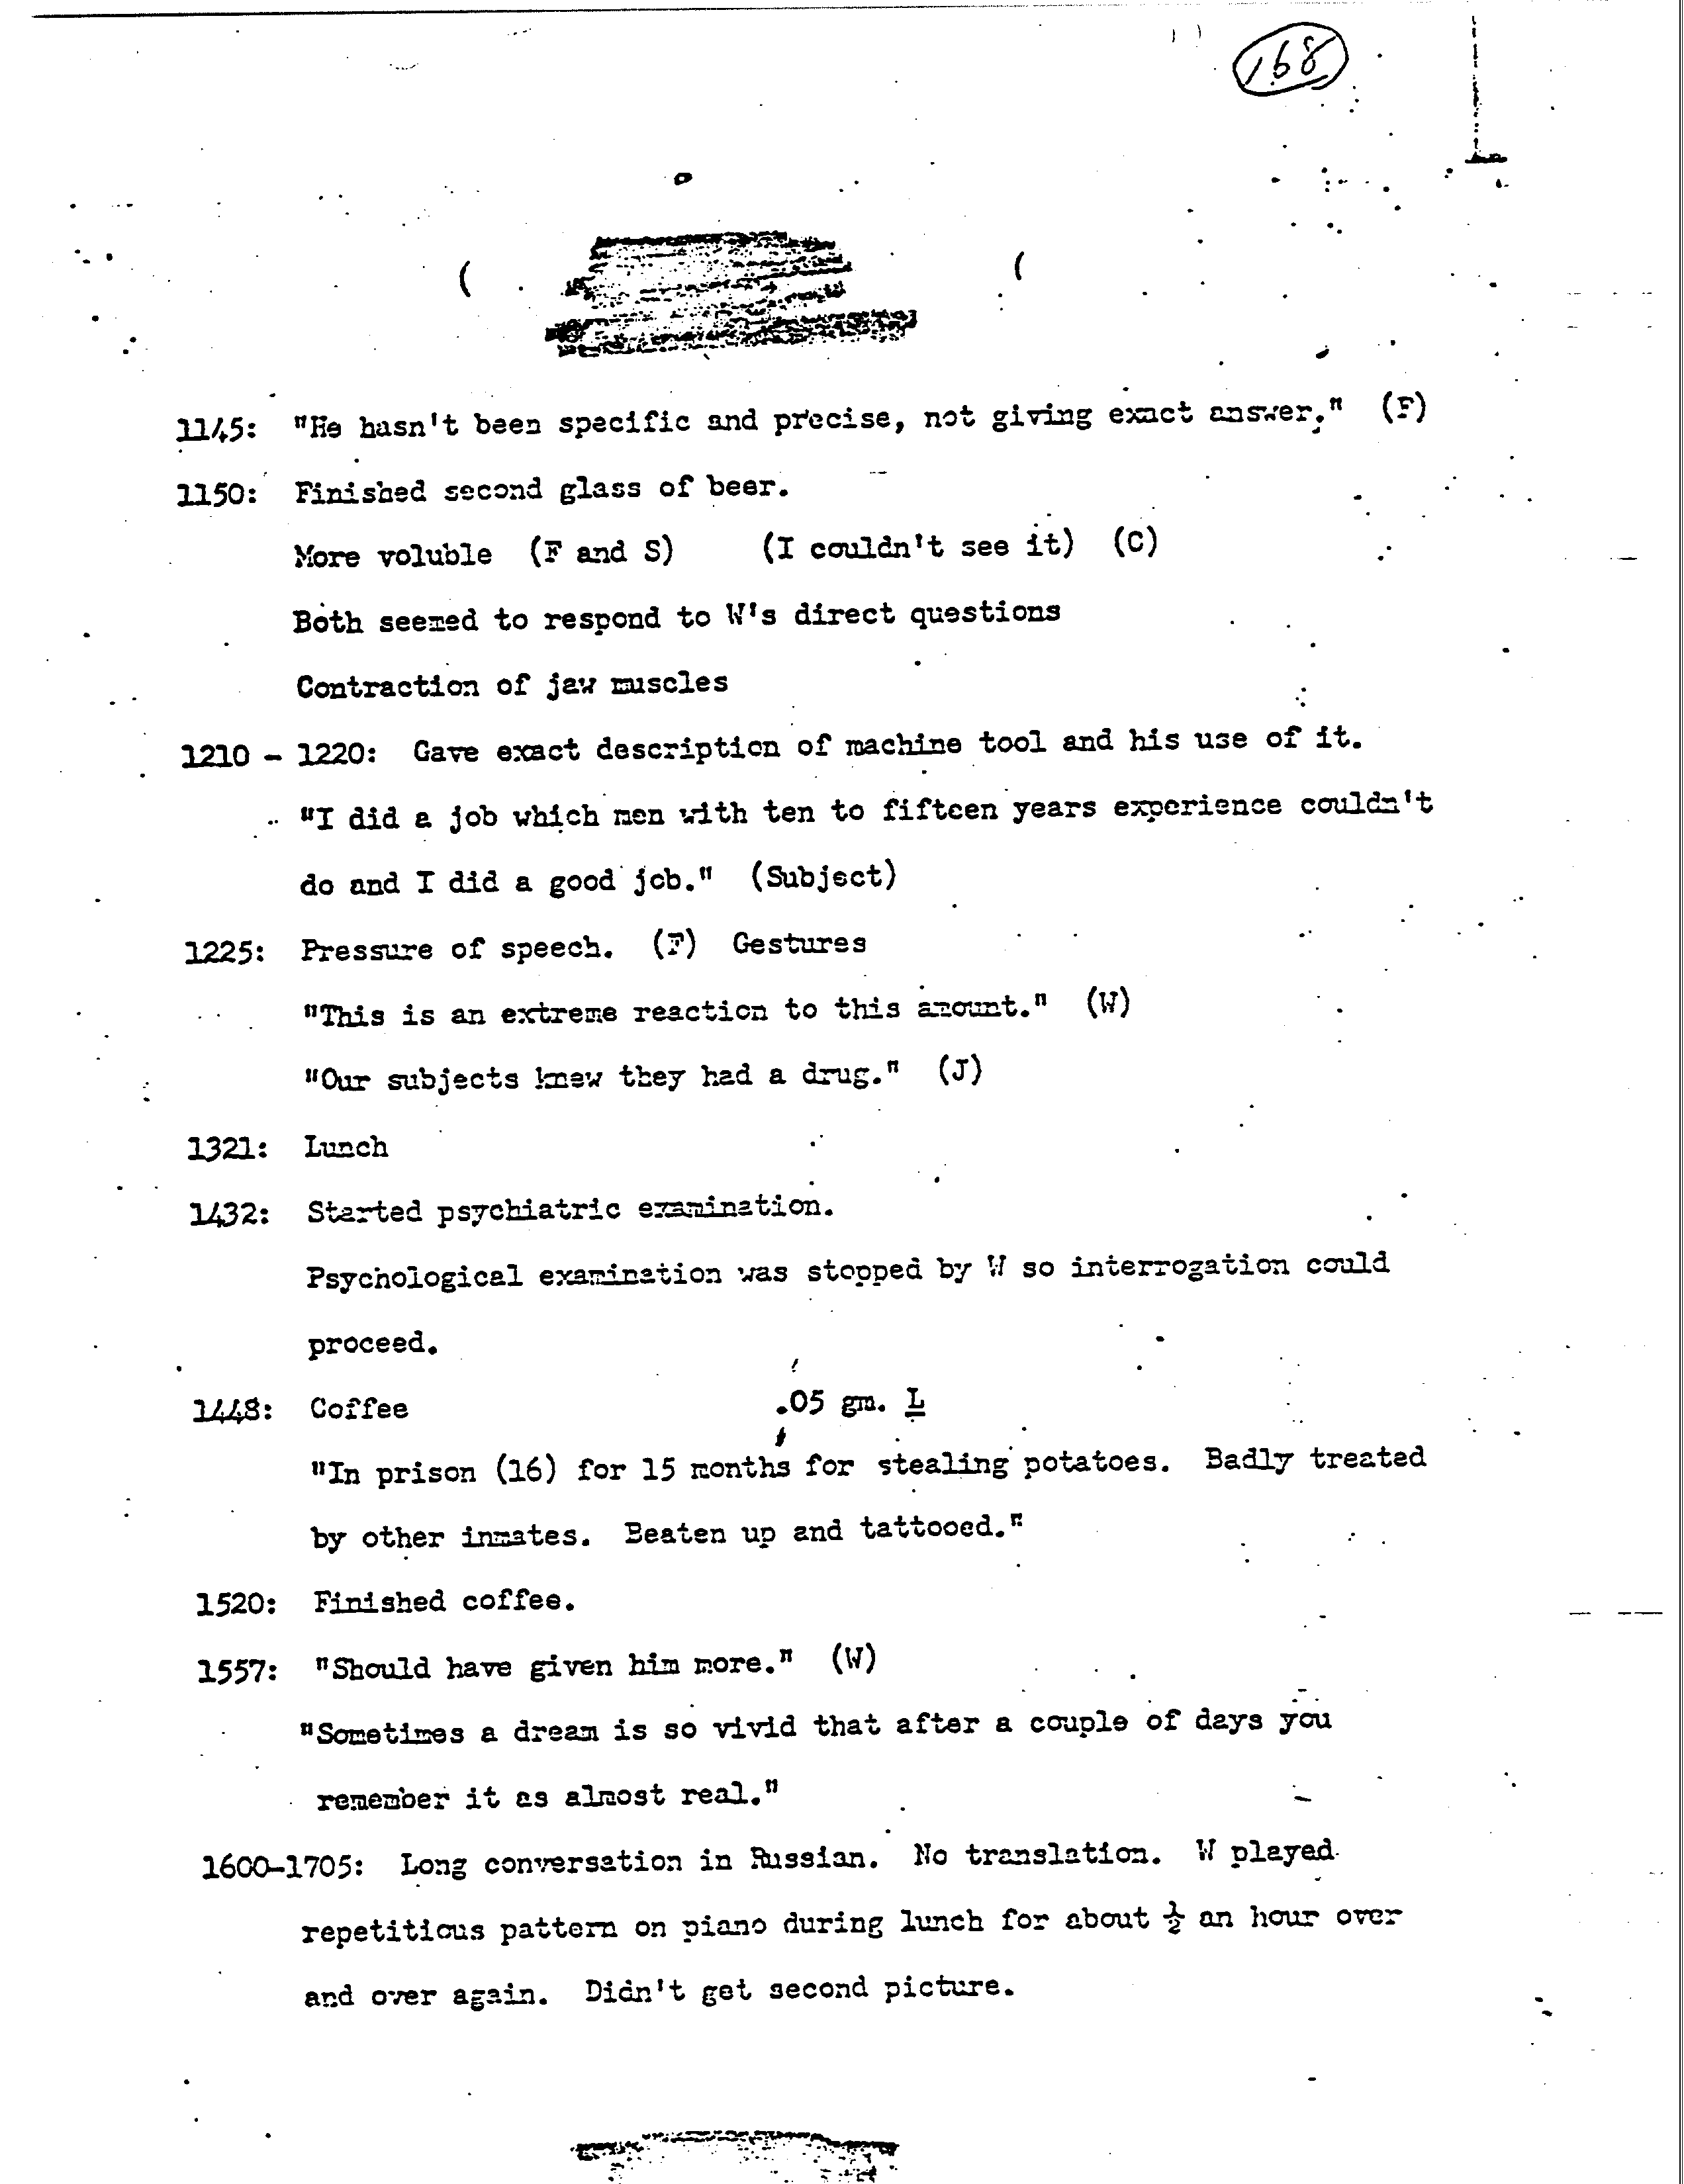 168
1145: "He hasn't been specific and precise, not giving exact answer." (F)
1150: Finished second glass of beer.
More voluble (F and S) (I couldn't see it) (C)
Both seemed to respond to W's direct questions
Contraction of jaw muscles
1210 - 1220: Gave exact description of machine tool and his use of it.
"I did a job which men with ten to fifteen years experience couldn't
do and I did a good job." (Subject)
1225: Pressure of speech. (F) Gestures
"This is an extreme reaction to this amount." (W)
"Our subjects knew they had a drug." (J)
1321: Lunch
1432: Started psychiatric examination.
Psychological examination was stopped by W so interrogation could
proceed.
1448: Coffee .05 gm. L
"In prison (16) for 15 months for stealing potatoes. Badly treated
by other inmates. Beaten up and tattooed."
1520: Finished coffee.
1557: "Should have given him more." (W)
"Sometimes a dream is so vivid that after a couple of days you
remember it as almost real."
1600-1705: Long conversation in Russian. No translation. W played
repetitious pattern on piano during lunch for about ½ an hour over
and over again. Didn't get second picture.